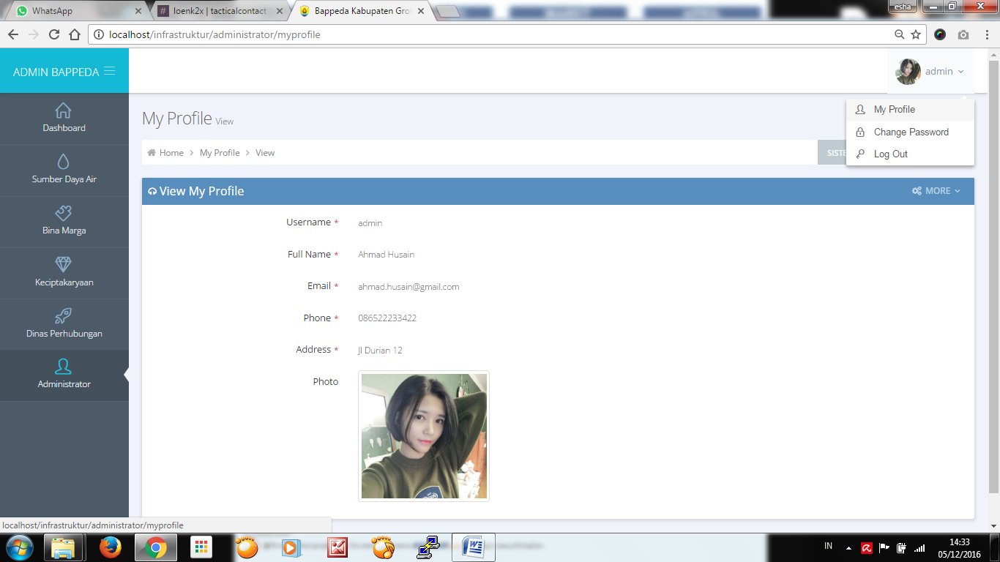 WhatsApp
loenk2x | tacticalcontact
Bappeda Kabupaten Gro
esha
localhost/infrastruktur/administrator/myprofile
ADMIN BAPPEDA
admin
My Profile
Change Password
Log Out
Dashboard
Sumber Daya Air
Bina Marga
Keciptakaryaan
Dinas Perhubungan
Administrator
My Profile View
Home > My Profile > View
SISTE
View My Profile
MORE
Username * admin
Full Name * Ahmad Husain
Email * ahmad.husain@gmail.com
Phone * 086522233422
Address * Jl Durian 12
Photo
localhost/infrastruktur/administrator/myprofile
IN
14:33
05/12/2016